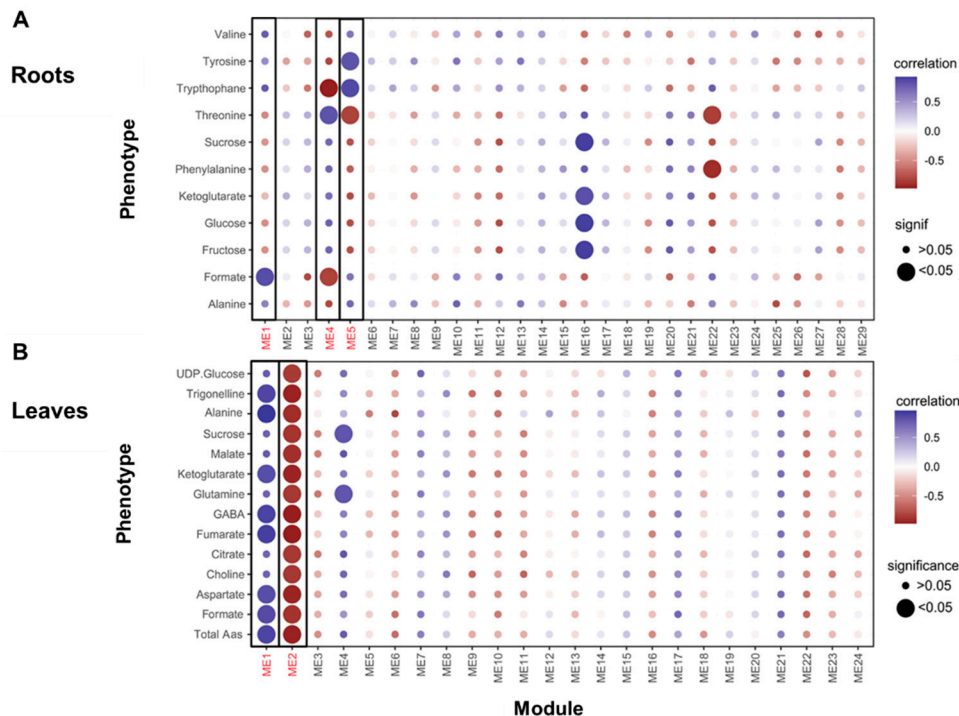 A
Roots
Phenotype
Valine
Tyrosine
Trypthophane
Threonine
Sucrose
Phenylalanine
Ketoglutarate
Glucose
Fructose
Formate
Alanine
ME1
ME2
ME3
ME4
ME5
ME6
ME7
ME8
ME9
ME10
ME11
ME12
ME13
ME14
ME15
ME16
ME17
ME18
ME19
ME20
ME21
ME22
ME23
ME24
ME25
ME26
ME27
ME28
ME29
correlation
0.5
0.0
-0.5
signif
>0.05
<0.05
B
Leaves
Phenotype
UDP.Glucose
Trigonelline
Alanine
Sucrose
Malate
Ketoglutarate
Glutamine
GABA
Fumarate
Citrate
Choline
Aspartate
Formate
Total Aas
ME1
ME2
ME3
ME4
ME5
ME6
ME7
ME8
ME9
ME10
ME11
ME12
ME13
ME14
ME15
ME16
ME17
ME18
ME19
ME20
ME21
ME22
ME23
ME24
correlation
0.5
0.0
-0.5
significance
>0.05
<0.05
Module